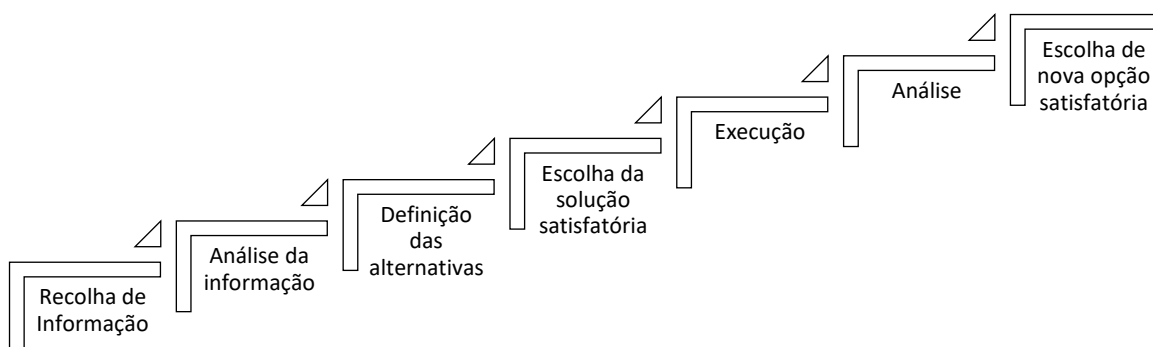 Recolha de
Informação
Análise da
informação
Definição
das
alternativas
Escolha da
solução
satisfatória
Execução
Análise
Escolha de
nova opção
satisfatória